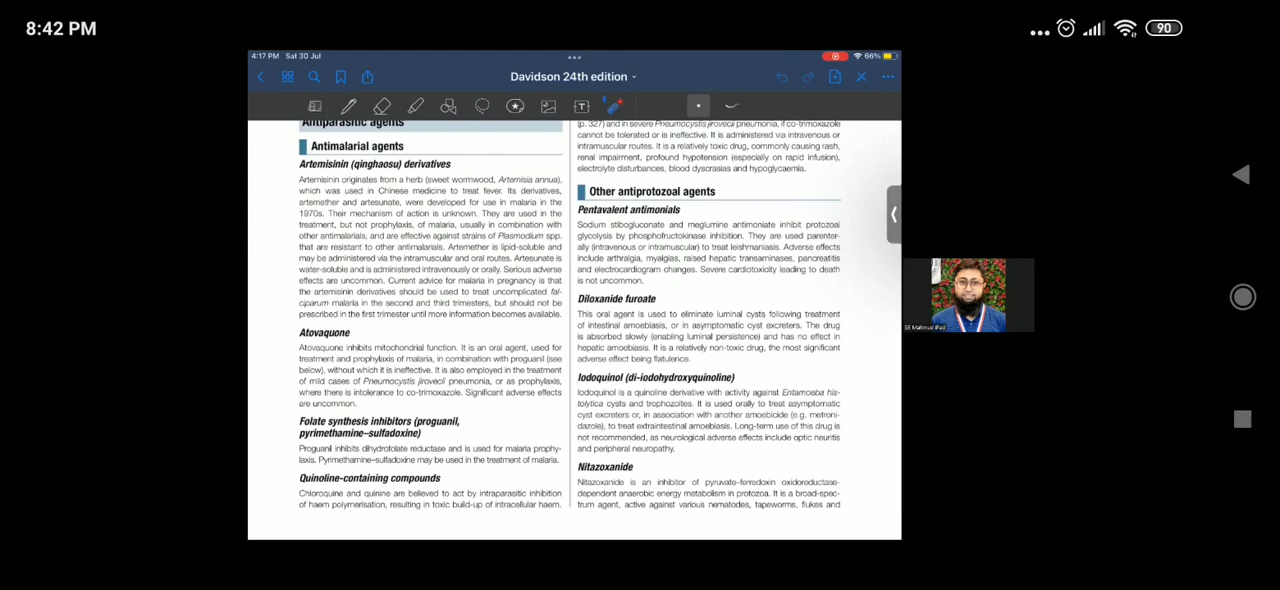 8:42 PM
90
4:17 PM Sat 30 Jul
66%
Davidson 24th edition
Antiparasitic agents
Antimalarial agents
Artemisinin (qinghaosu) derivatives
Artemisinin originates from a herb (sweet wormwood, Artemisia annua),
which was used in Chinese medicine to treat fever. Its derivatives,
artemether and artesunate, were developed for use in malaria in the
1970s. Their mechanism of action is unknown. They are used in the
treatment, but not prophylaxis, of malaria, usually in combination with
other antimalarials, and are effective against strains of Plasmodium spp.
that are resistant to other antimalarials. Artemether is lipid-soluble and
may be administered via the intramuscular and oral routes. Artesunate is
water-soluble and is administered intravenously or orally. Serious adverse
effects are uncommon. Current advice for malaria in pregnancy is that
the artemisinin derivatives should be used to treat uncomplicated fal-
ciparum malaria in the second and third trimesters, but should not be
prescribed in the first trimester until more information becomes available.
Atovaquone
Atovaquone inhibits mitochondrial function. It is an oral agent, used for
treatment and prophylaxis of malaria, in combination with proguanil (see
below), without which it is ineffective. It is also employed in the treatment
of mild cases of Pneumocystis jirovecii pneumonia, or as prophylaxis,
where there is intolerance to co-trimoxazole. Significant adverse effects
are uncommon.
Folate synthesis inhibitors (proguanil,
pyrimethamine–sulfadoxine)
Proguanil inhibits dihydrofolate reductase and is used for malaria prophy-
laxis. Pyrimethamine–sulfadoxine may be used in the treatment of malaria.
Quinoline-containing compounds
Chloroquine and quinine are believed to act by intraparasitic inhibition
of haem polymerisation, resulting in toxic build-up of intracellular haem.
(p. 327) and in severe Pneumocystis jirovecii pneumonia, if co-trimoxazole
cannot be tolerated or is ineffective. It is administered via intravenous or
intramuscular routes. It is a relatively toxic drug, commonly causing rash,
renal impairment, profound hypotension (especially on rapid infusion),
electrolyte disturbances, blood dyscrasias and hypoglycaemia.
Other antiprotozoal agents
Pentavalent antimonials
Sodium stibogluconate and meglumine antimoniate inhibit protozoal
glycolysis by phosphofructokinase inhibition. They are used parenter-
ally (intravenous or intramuscular) to treat leishmaniasis. Adverse effects
include arthralgia, myalgias, raised hepatic transaminases, pancreatitis
and electrocardiogram changes. Severe cardiotoxicity leading to death
is not uncommon.
Diloxanide furoate
This oral agent is used to eliminate luminal cysts following treatment
of intestinal amoebiasis, or in asymptomatic cyst excreters. The drug
is absorbed slowly (enabling luminal persistence) and has no effect in
hepatic amoebiasis. It is a relatively non-toxic drug, the most significant
adverse effect being flatulence.
Iodoquinol (di-iodohydroxyquinoline)
Iodoquinol is a quinoline derivative with activity against Entamoeba his-
tolytica cysts and trophozoites. It is used orally to treat asymptomatic
cyst excreters or, in association with another amoebicide (e.g. metroni-
dazole), to treat extraintestinal amoebiasis. Long-term use of this drug is
not recommended, as neurological adverse effects include optic neuritis
and peripheral neuropathy.
Nitazoxanide
Nitazoxanide is an inhibitor of pyruvate–ferredoxin oxidoreductase-
dependent anaerobic energy metabolism in protozoa. It is a broad-spec-
trum agent, active against various nematodes, tapeworms, flukes and
SE Mahmud iPad